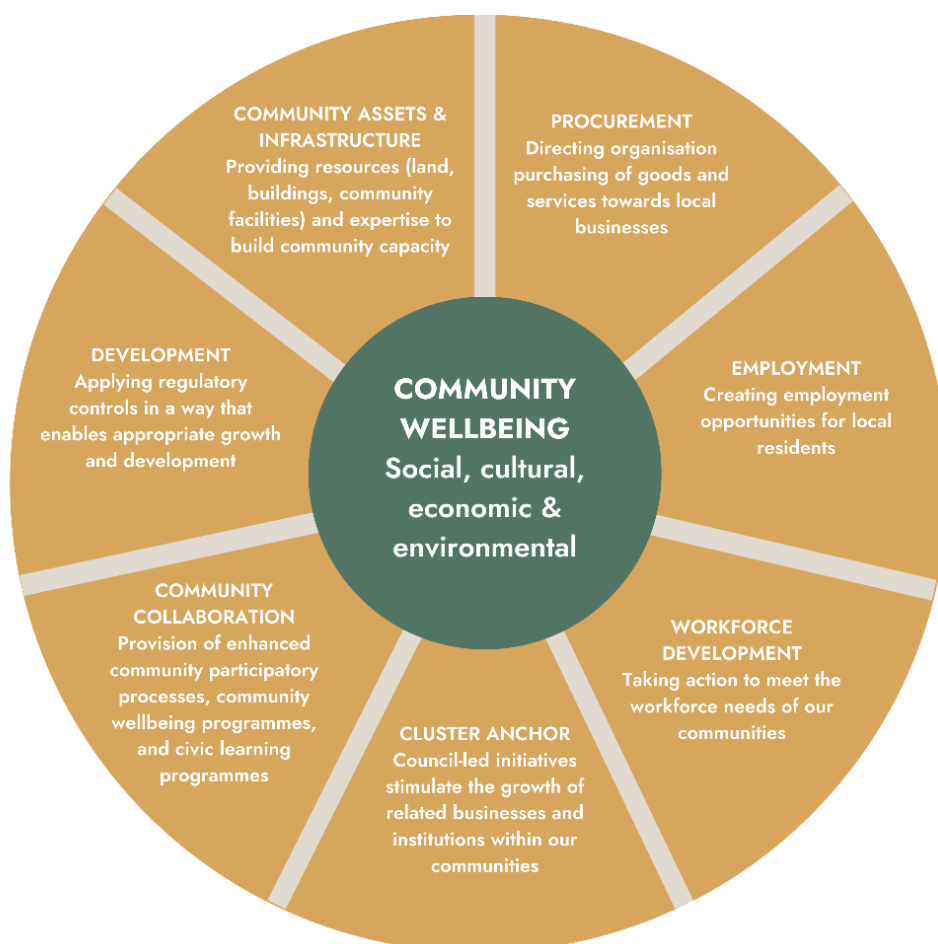 COMMUNITY ASSETS &
INFRASTRUCTURE
Providing resources (land,
buildings, community
facilities) and expertise to
build community capacity
PROCUREMENT
Directing organisation
purchasing of goods and
services towards local
businesses
EMPLOYMENT
Creating employment
opportunities for local
residents
WORKFORCE
DEVELOPMENT
Taking action to meet the
workforce needs of our
communities
CLUSTER ANCHOR
Council-led initiatives
stimulate the growth of
related businesses and
institutions within our
communities
COMMUNITY
COLLABORATION
Provision of enhanced
community participatory
processes, community
wellbeing programmes,
and civic learning
programmes
DEVELOPMENT
Applying regulatory
controls in a way that
enables appropriate growth
and development
COMMUNITY
WELLBEING
Social, cultural,
economic &
environmental